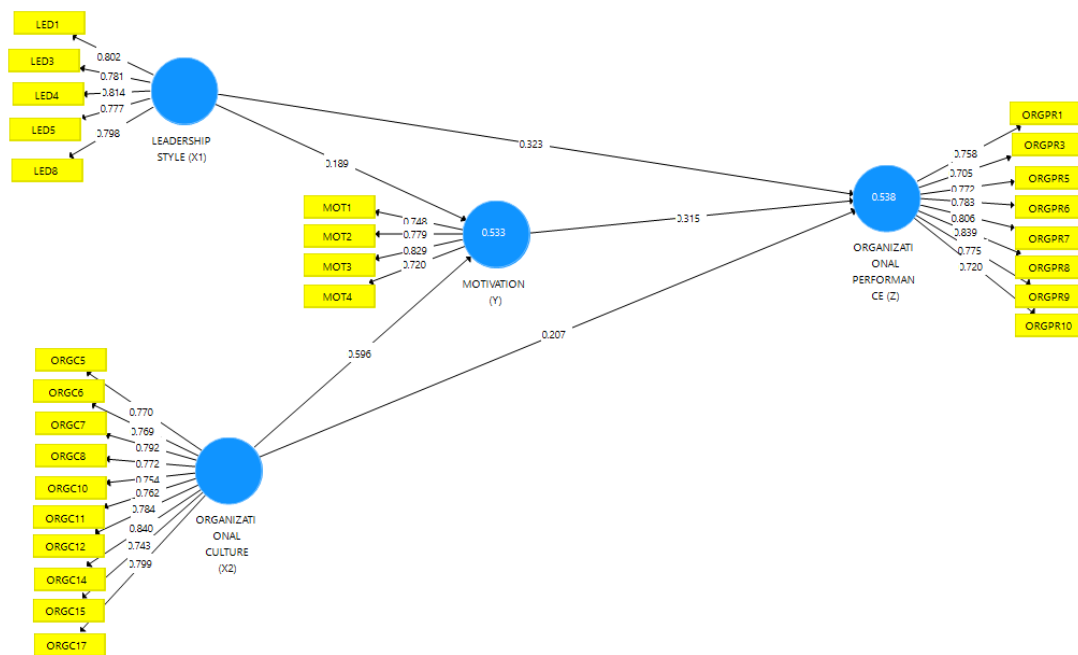 LED1
LED3
LED4
LED5
LED8
0.802
0.781
0.814
0.777
0.798
LEADERSHIP
STYLE (X1)
0.323
0.189
MOT1
MOT2
MOT3
MOT4
0.748
0.779
0.829
0.720
0.533
MOTIVATION
(Y)
0.315
0.538
ORGANIZATI
ONAL
PERFORMAN
CE (Z)
0.758
0.705
0.772
0.783
0.806
0.839
0.775
0.720
ORGPR1
ORGPR3
ORGPR5
ORGPR6
ORGPR7
ORGPR8
ORGPR9
ORGPR10
0.596
0.207
ORGC5
ORGC6
ORGC7
ORGC8
ORGC10
ORGC11
ORGC12
ORGC14
ORGC15
ORGC17
0.770
0.769
0.792
0.772
0.754
0.762
0.784
0.840
0.743
0.799
ORGANIZATI
ONAL
CULTURE
(X2)